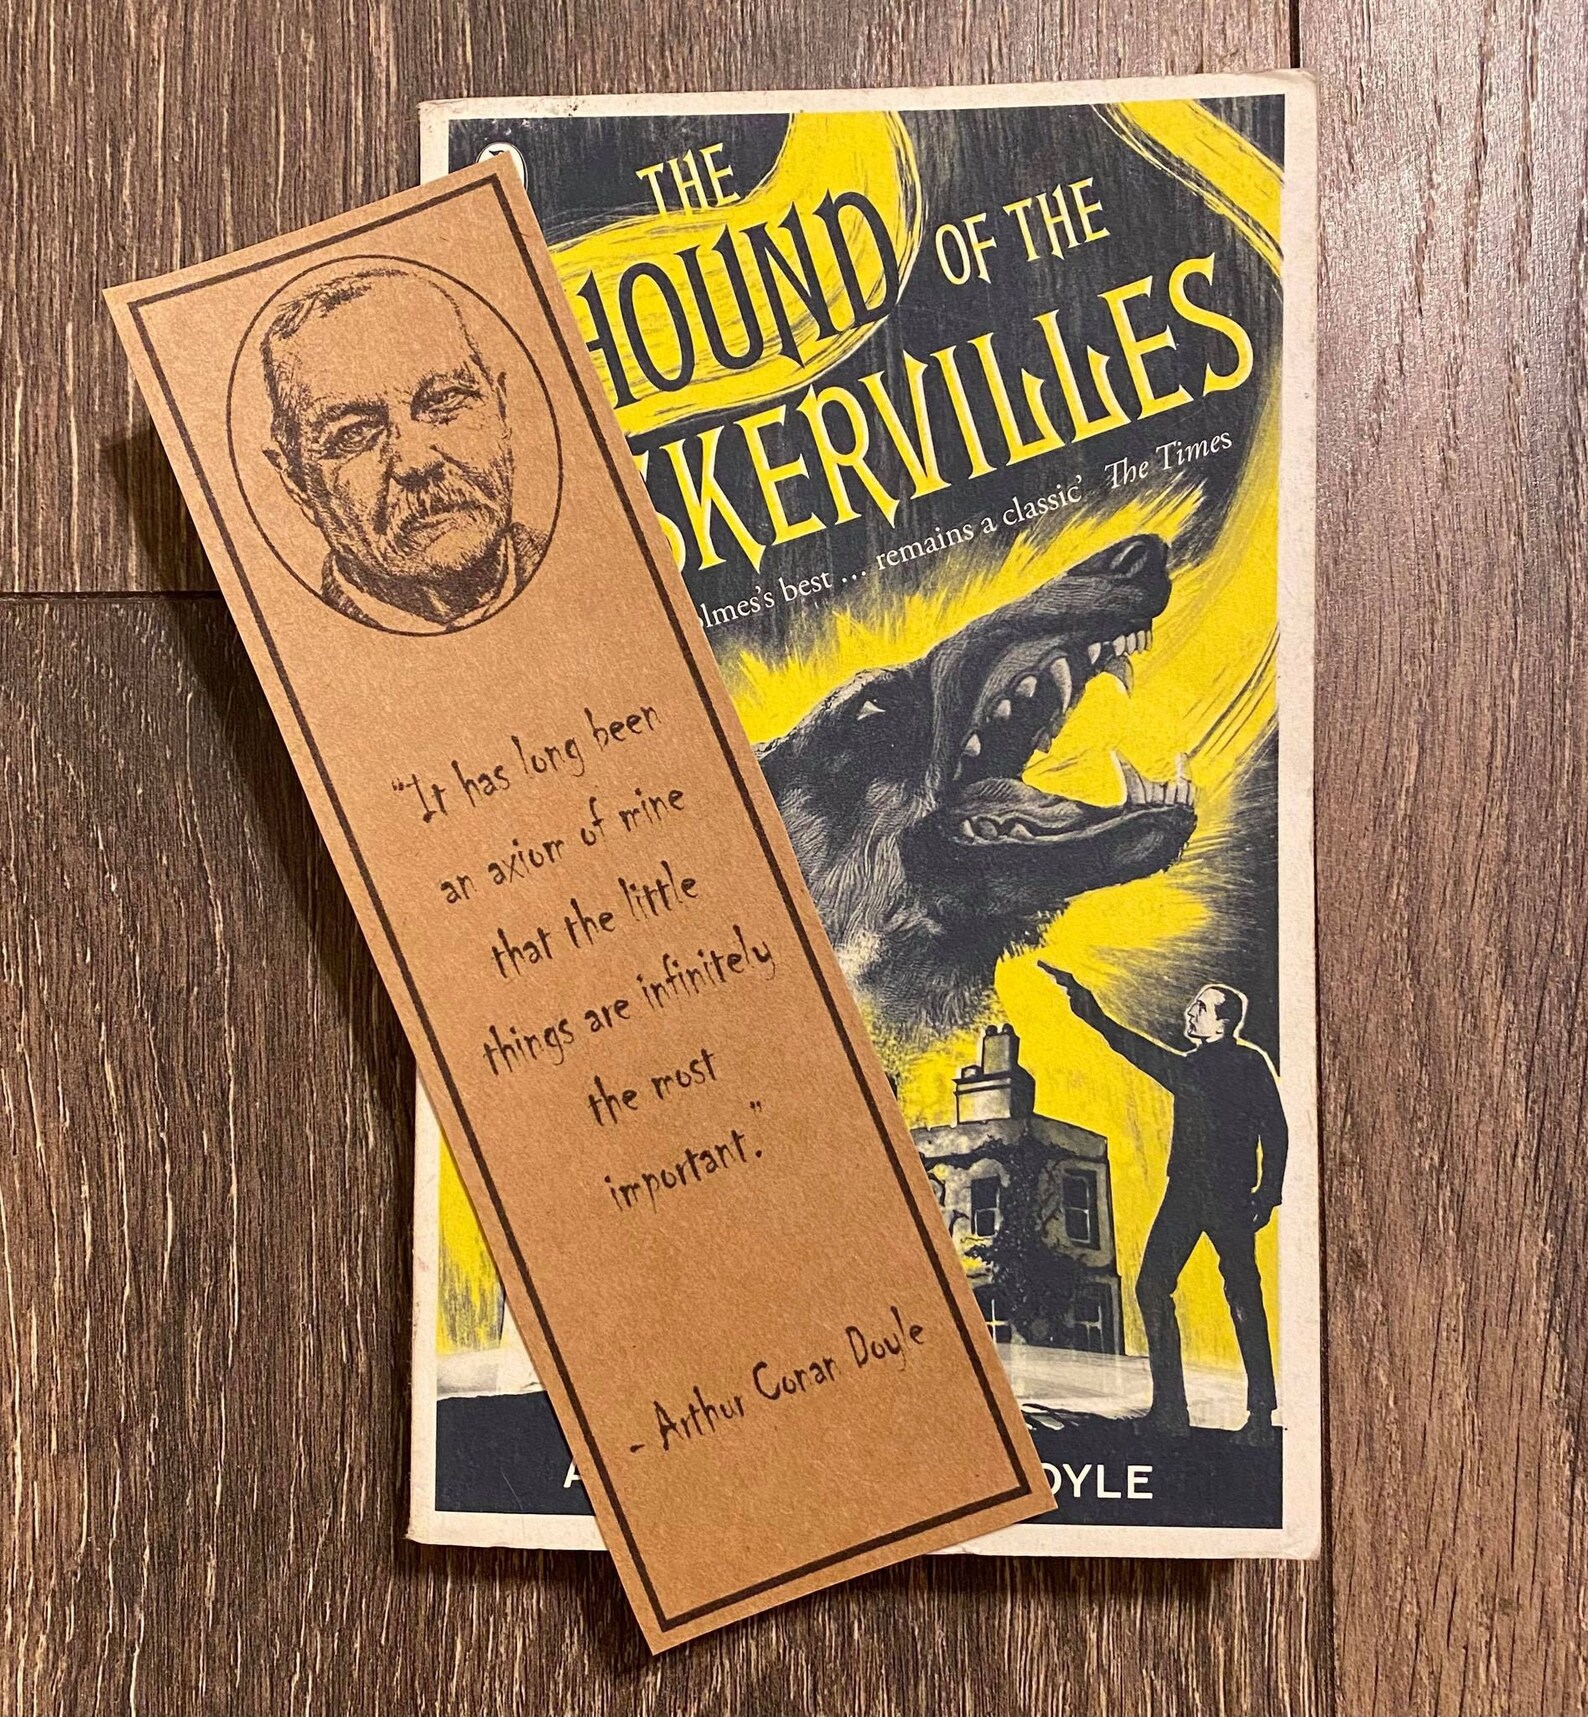 THE
HOUND OF THE
SKERVILLES
olmes's best ... remains a classic' The Times
"It has long been
an axiom of mine
that the little
things are infinitely
the most
important."
- Arthur Conan Doyle
A
OYLE